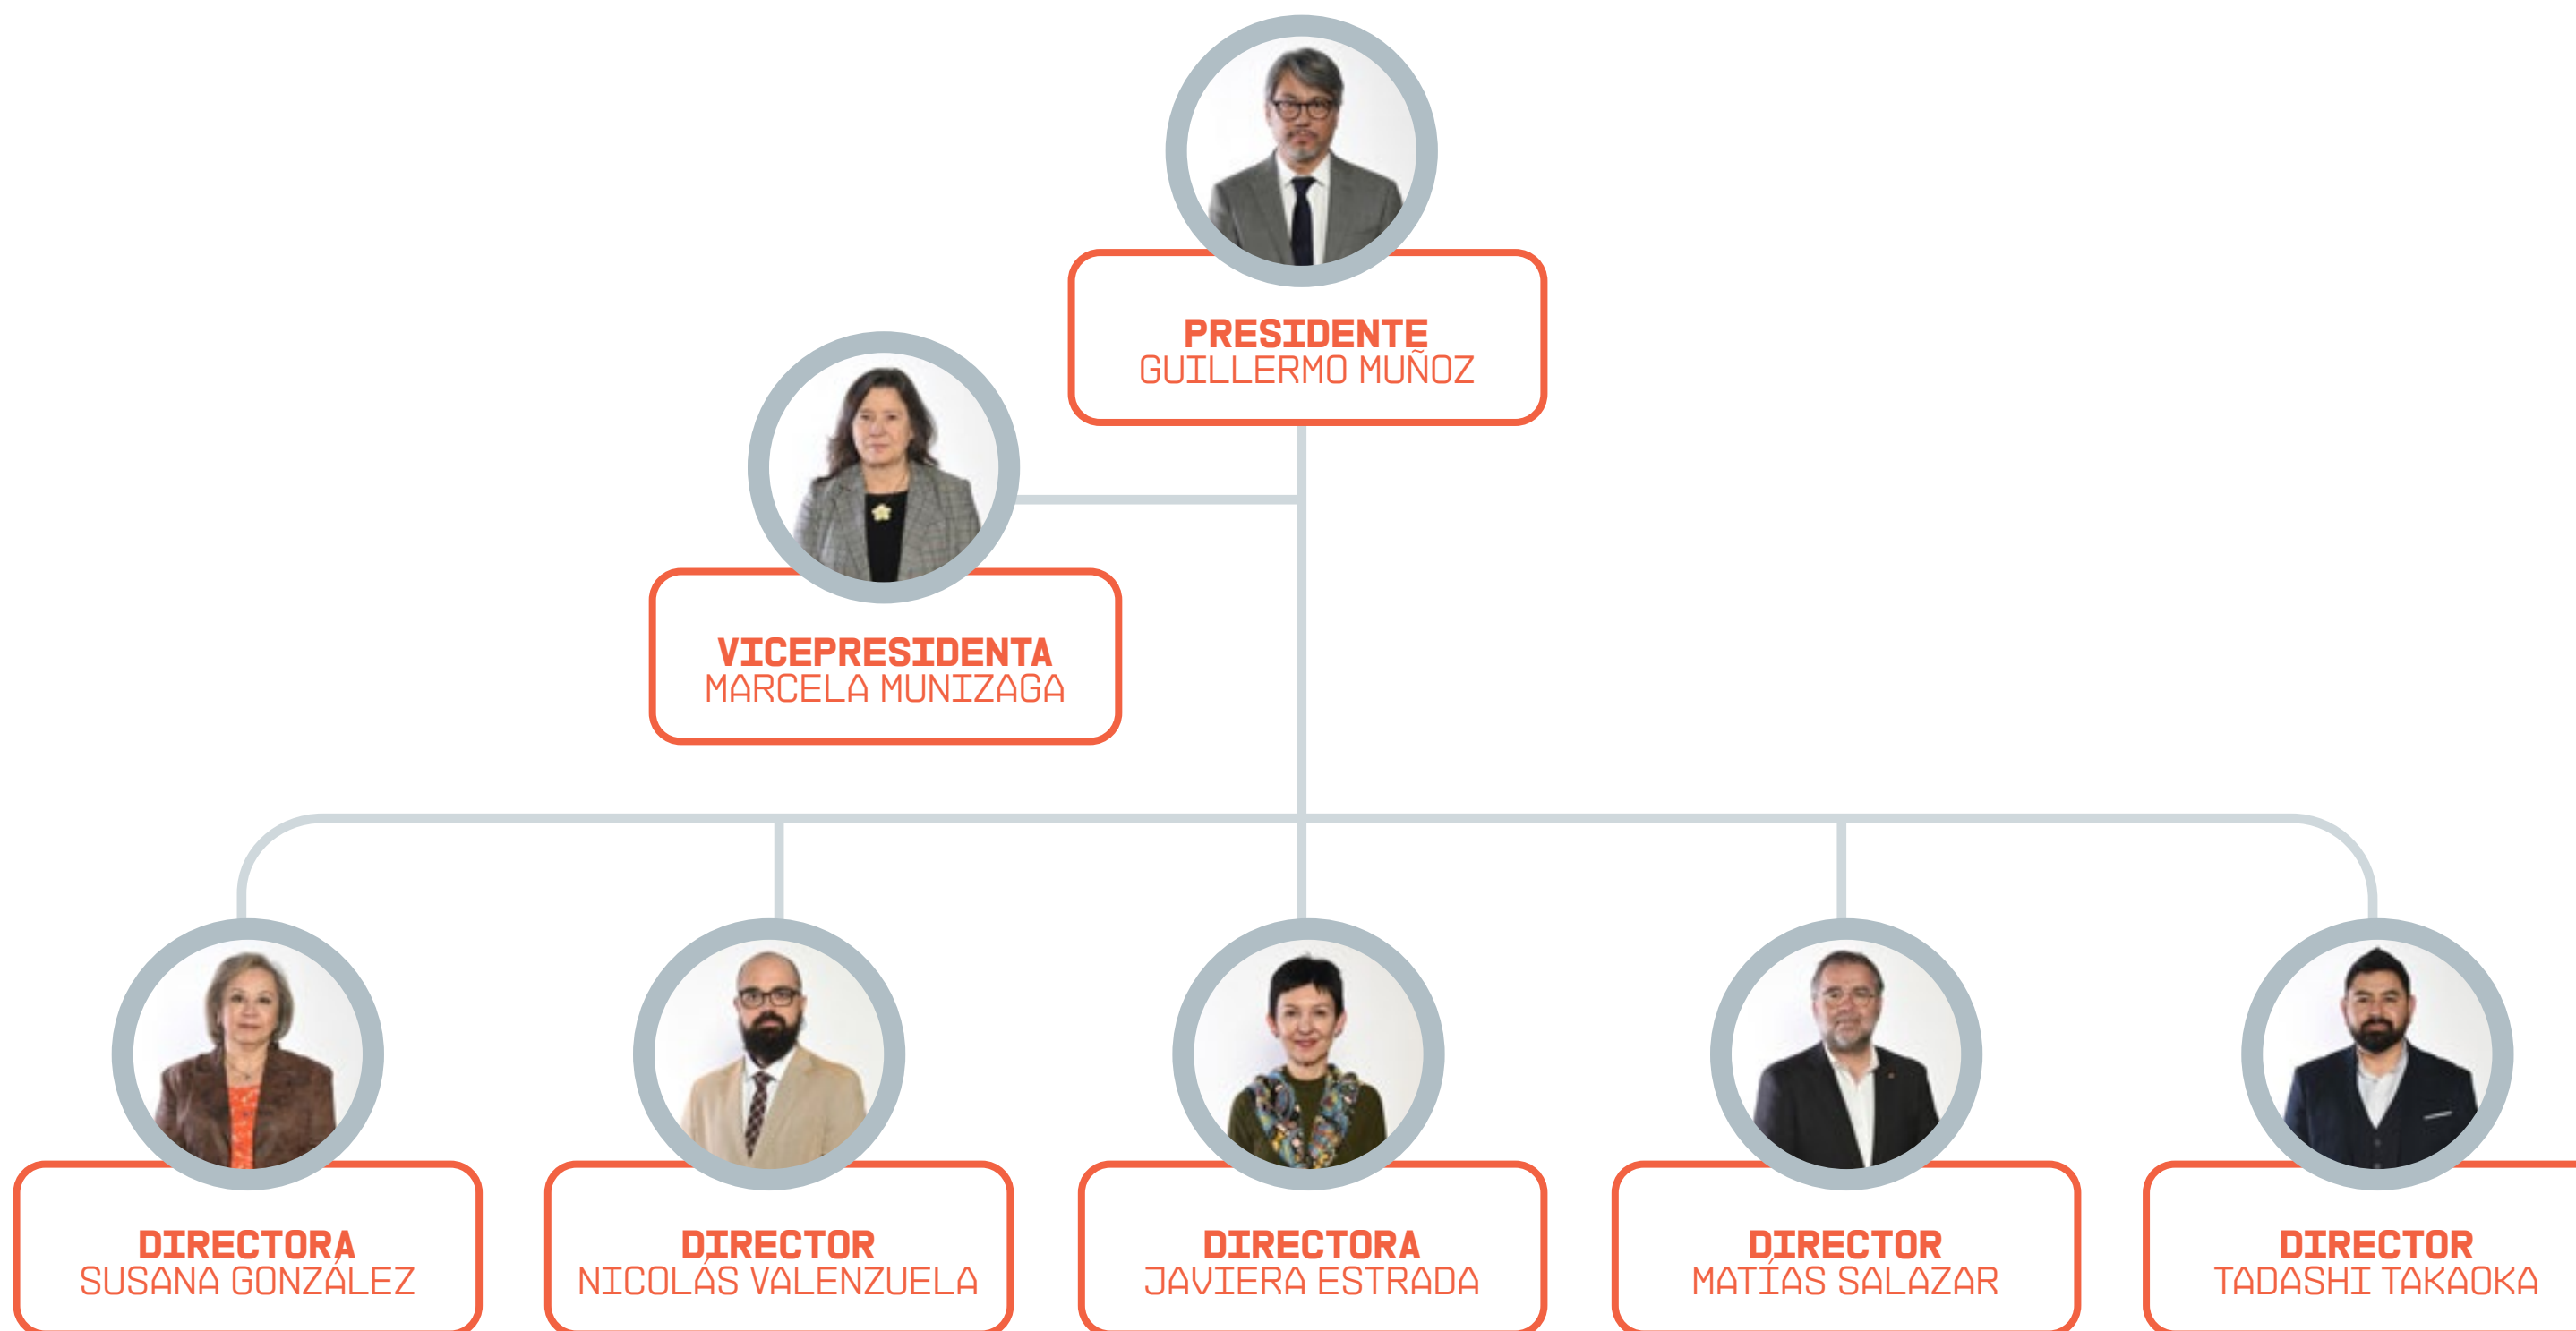 PRESIDENTE
GUILLERMO MUÑOZ
VICEPRESIDENTA
MARCELA MUNIZAGA
DIRECTORA
SUSANA GONZÁLEZ
DIRECTOR
NICOLÁS VALENZUELA
DIRECTORA
JAVIERA ESTRADA
DIRECTOR
MATÍAS SALAZAR
DIRECTOR
TADASHI TAKAOKA